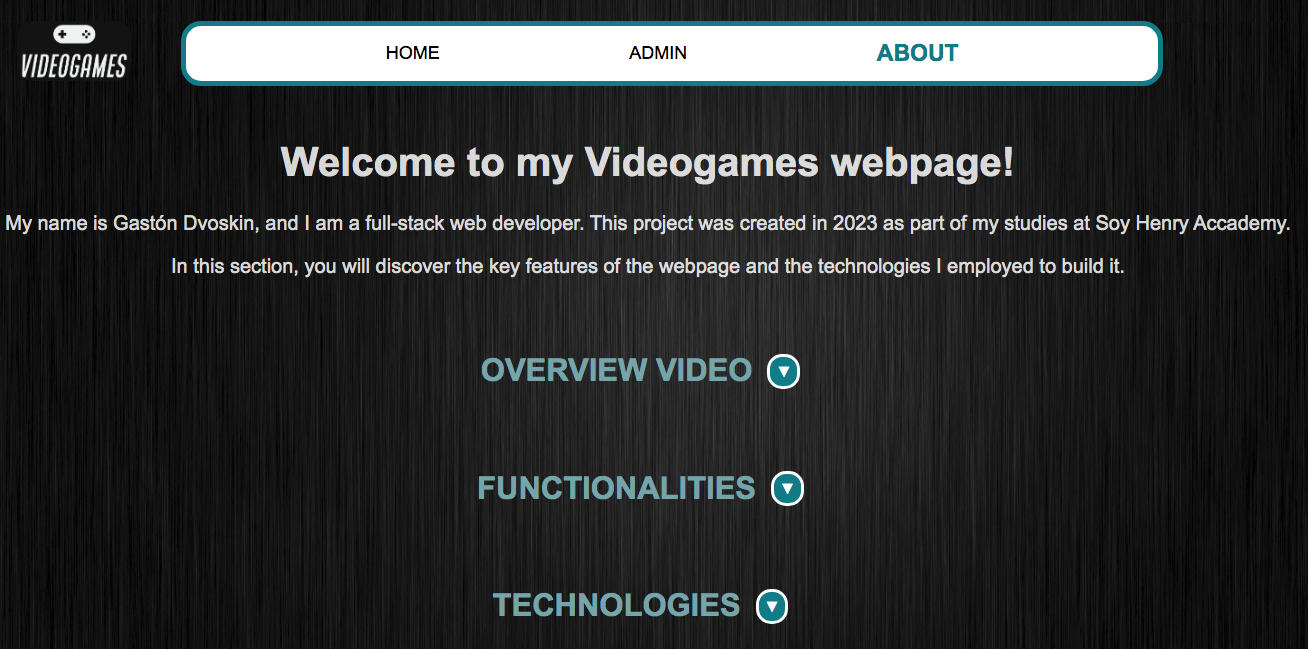 VIDEOGAMES
HOME ADMIN ABOUT
Welcome to my Videogames webpage!
My name is Gastón Dvoskin, and I am a full-stack web developer. This project was created in 2023 as part of my studies at Soy Henry Accademy.
In this section, you will discover the key features of the webpage and the technologies I employed to build it.
OVERVIEW VIDEO ▼
FUNCTIONALITIES ▼
TECHNOLOGIES ▼